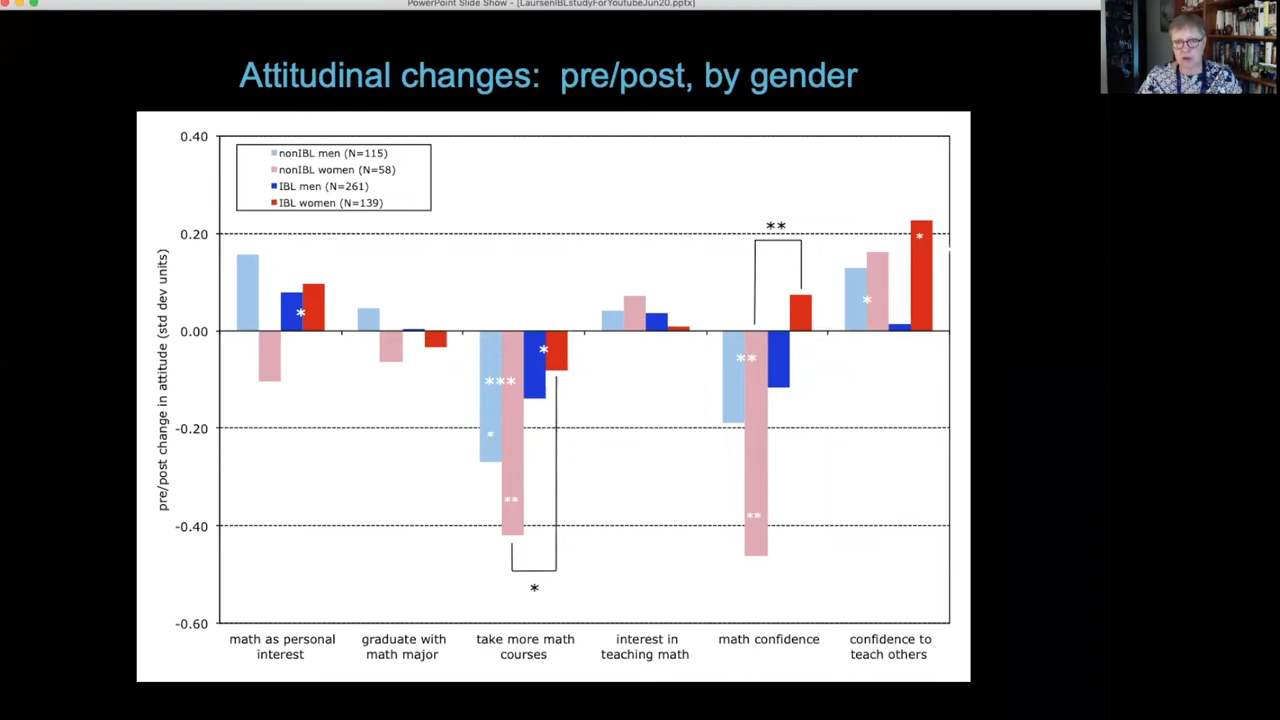 PowerPoint Slide Show - [LaursenIBLstudyForYoutubeJun20.pptx]
Attitudinal changes:  pre/post, by gender
0.40
nonIBL men (N=115)
nonIBL women (N=58)
IBL men (N=261)
IBL women (N=139)
**
0.20
*
*
*
0.00
pre/post change in attitude (std dev units)
*
**
***
-0.20
*
**
**
-0.40
*
-0.60
math as personal interest
graduate with math major
take more math courses
interest in teaching math
math confidence
confidence to teach others